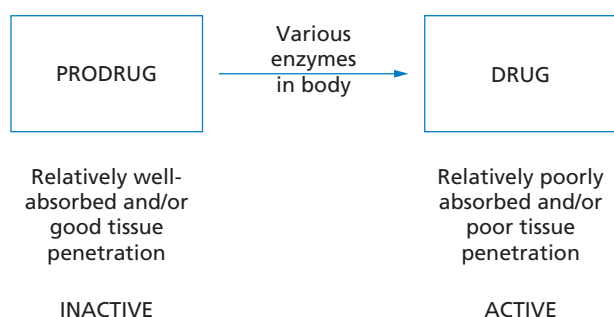 PRODRUG
Various
enzymes
in body
DRUG
Relatively well-
absorbed and/or
good tissue
penetration
INACTIVE
Relatively poorly
absorbed and/or
poor tissue
penetration
ACTIVE